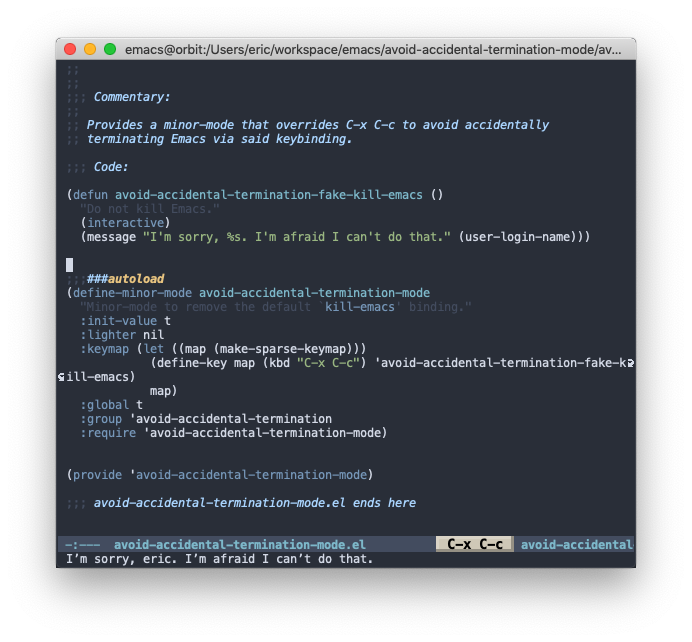 emacs@orbit:/Users/eric/workspace/emacs/avoid-accidental-termination-mode/av...
;;
;;
;;; Commentary:
;;
;; Provides a minor-mode that overrides C-x C-c to avoid accidentally
;; terminating Emacs via said keybinding.
;;; Code:
(defun avoid-accidental-termination-fake-kill-emacs ()
"Do not kill Emacs."
(interactive)
(message "I'm sorry, %s. I'm afraid I can't do that." (user-login-name)))
;;;###autoload
(define-minor-mode avoid-accidental-termination-mode
"Minor-mode to remove the default `kill-emacs' binding."
:init-value t
:lighter nil
:keymap (let ((map (make-sparse-keymap)))
(define-key map (kbd "C-x C-c") 'avoid-accidental-termination-fake-k
ill-emacs)
map)
:global t
:group 'avoid-accidental-termination
:require 'avoid-accidental-termination-mode)
(provide 'avoid-accidental-termination-mode)
;;; avoid-accidental-termination-mode.el ends here
-:--- avoid-accidental-termination-mode.el C-x C-c avoid-accidental
I’m sorry, eric. I’m afraid I can’t do that.